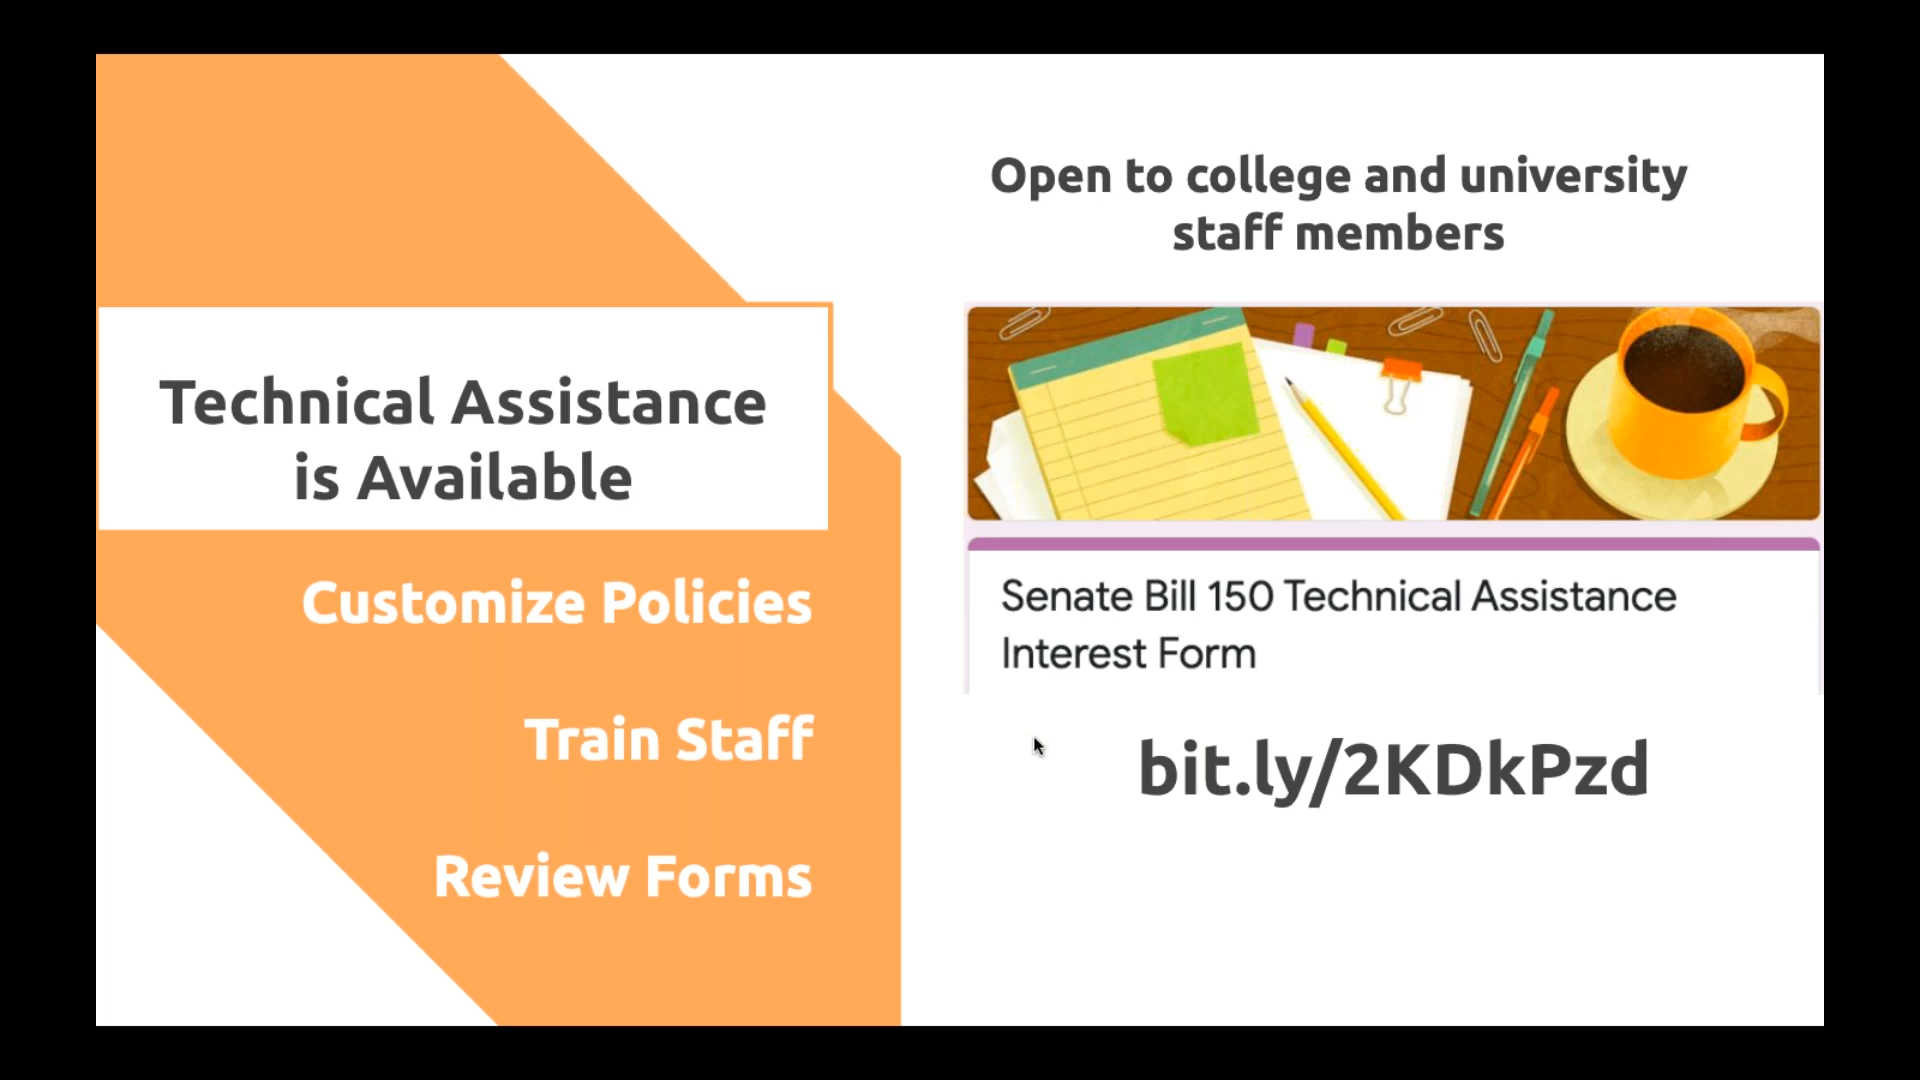 Technical Assistance
is Available
Customize Policies
Train Staff
Review Forms
Open to college and university
staff members
Senate Bill 150 Technical Assistance
Interest Form
bit.ly/2KDkPzd